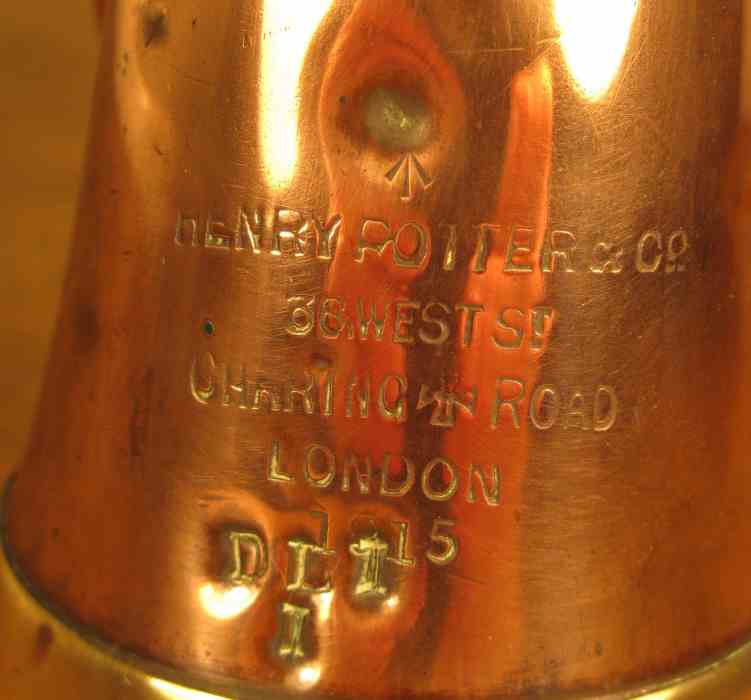 HENRY POTTER & CO
36 WEST ST
CHARING ✠ ROAD
LONDON
1915
DLI
I